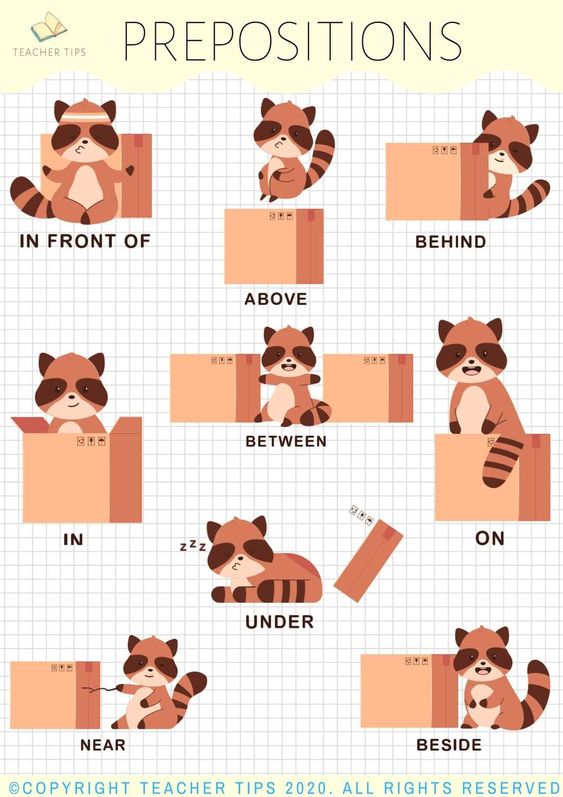 TEACHER TIPS
PREPOSITIONS
IN FRONT OF
ABOVE
BEHIND
IN
BETWEEN
ON
z z z
UNDER
NEAR
BESIDE
©COPYRIGHT TEACHER TIPS 2020. ALL RIGHTS RESERVED